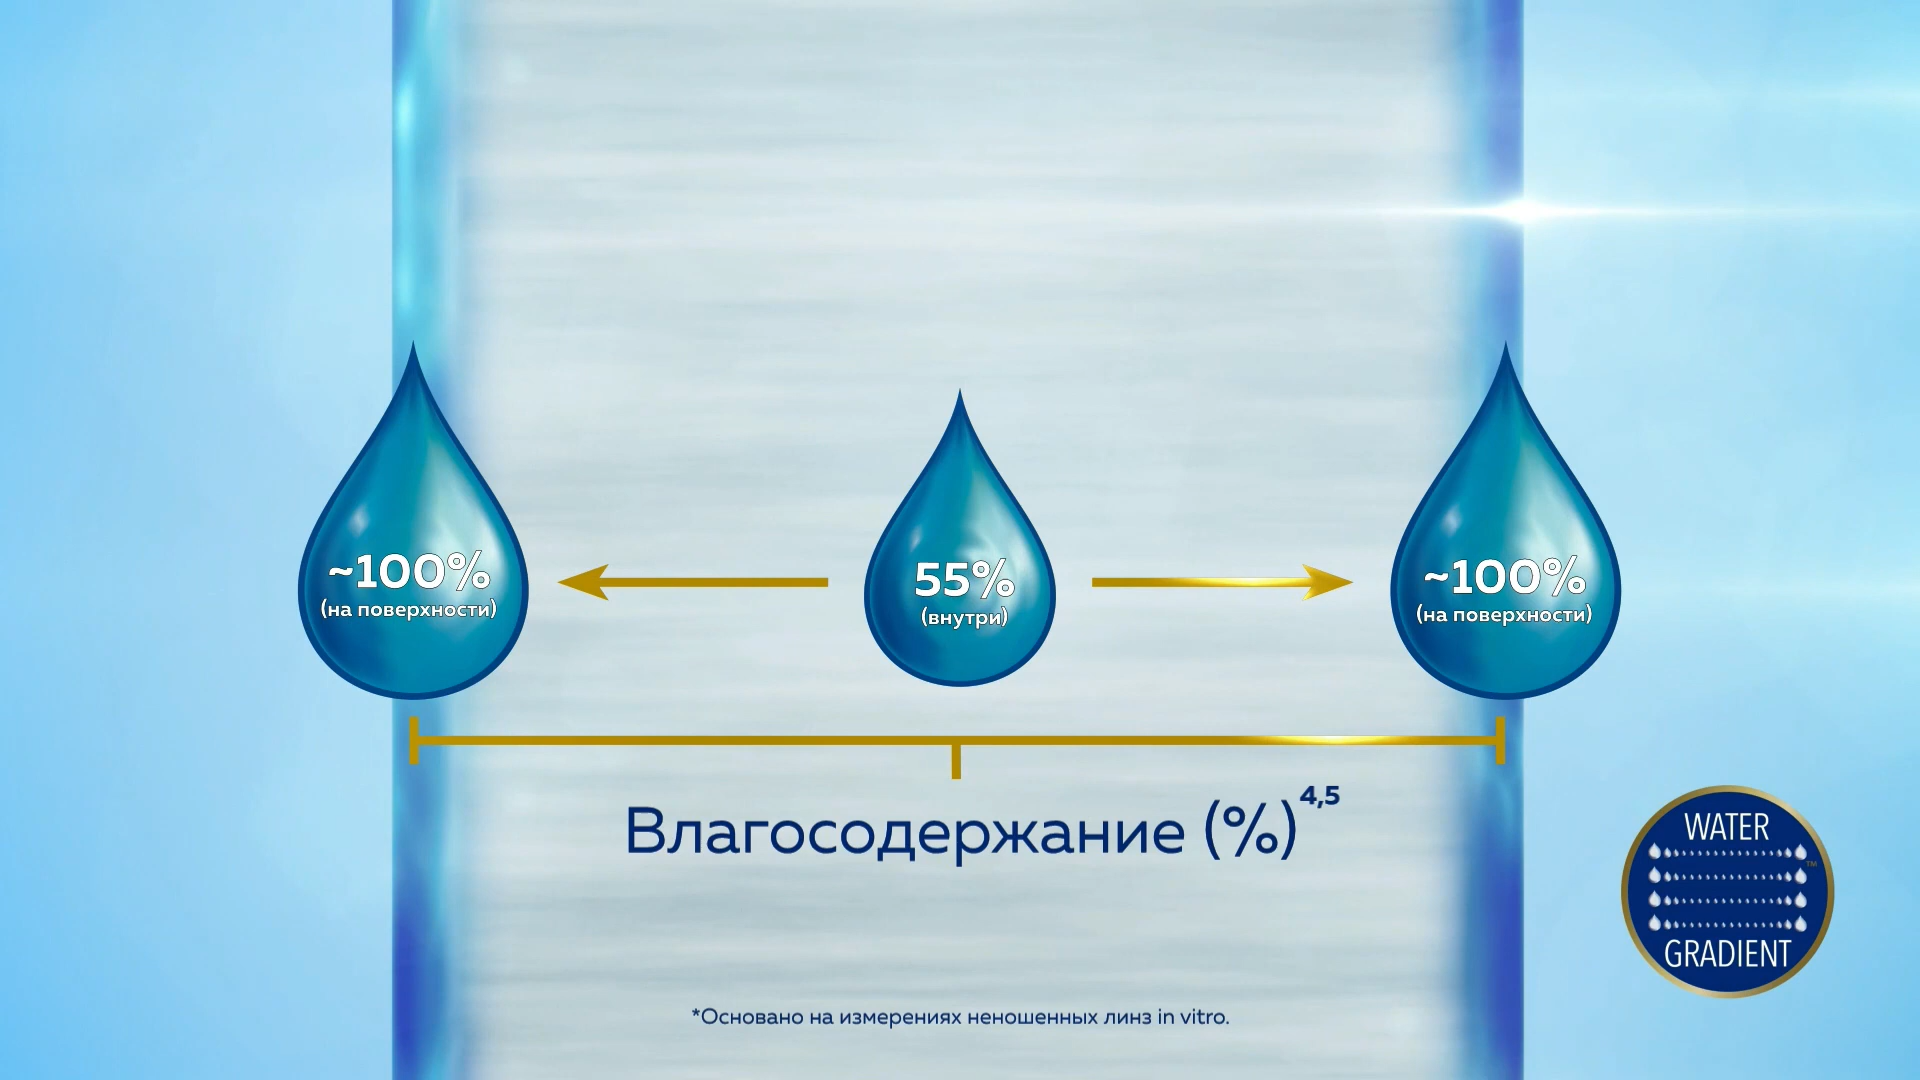 ~100%
(на поверхности)
55%
(внутри)
~100%
(на поверхности)
Влагосодержание (%)⁴,⁵
WATER
™
GRADIENT
*Основано на измерениях неношенных линз in vitro.